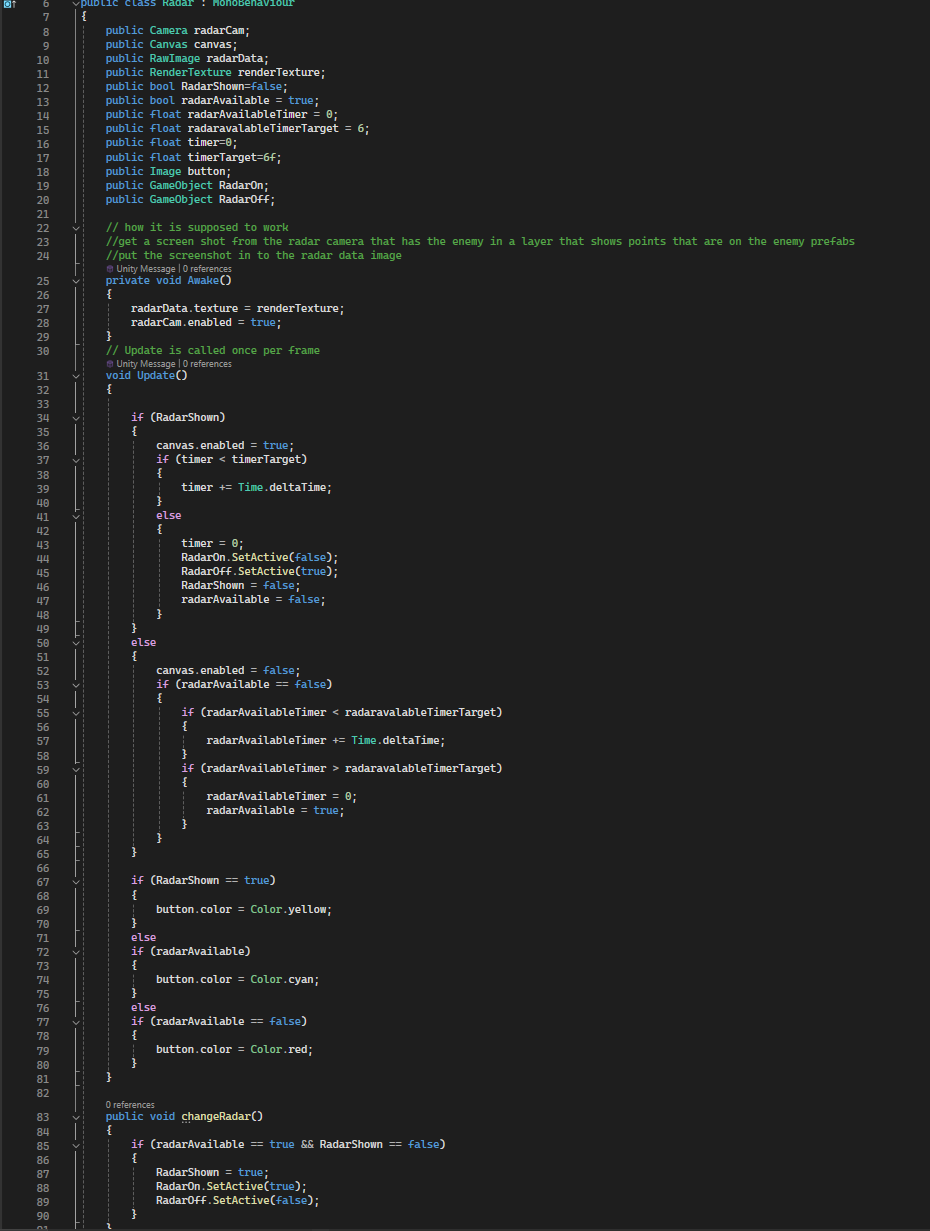 6 public class Radar : MonoBehaviour
7 {
8 public Camera radarCam;
9 public Canvas canvas;
10 public RawImage radarData;
11 public RenderTexture renderTexture;
12 public bool RadarShown=false;
13 public bool radarAvailable = true;
14 public float radarAvailableTimer = 0;
15 public float radaravalableTimerTarget = 6;
16 public float timer=0;
17 public float timerTarget=6f;
18 public Image button;
19 public GameObject RadarOn;
20 public GameObject RadarOff;
21
22 // how it is supposed to work
23 //get a screen shot from the radar camera that has the enemy in a layer that shows points that are on the enemy prefabs
24 //put the screenshot in to the radar data image
Unity Message | 0 references
25 private void Awake()
26 {
27 radarData.texture = renderTexture;
28 radarCam.enabled = true;
29 }
30 // Update is called once per frame
Unity Message | 0 references
31 void Update()
32 {
33
34 if (RadarShown)
35 {
36 canvas.enabled = true;
37 if (timer < timerTarget)
38 {
39 timer += Time.deltaTime;
40 }
41 else
42 {
43 timer = 0;
44 RadarOn.SetActive(false);
45 RadarOff.SetActive(true);
46 RadarShown = false;
47 radarAvailable = false;
48 }
49 }
50 else
51 {
52 canvas.enabled = false;
53 if (radarAvailable == false)
54 {
55 if (radarAvailableTimer < radaravalableTimerTarget)
56 {
57 radarAvailableTimer += Time.deltaTime;
58 }
59 if (radarAvailableTimer > radaravalableTimerTarget)
60 {
61 radarAvailableTimer = 0;
62 radarAvailable = true;
63 }
64 }
65 }
66
67 if (RadarShown == true)
68 {
69 button.color = Color.yellow;
70 }
71 else
72 if (radarAvailable)
73 {
74 button.color = Color.cyan;
75 }
76 else
77 if (radarAvailable == false)
78 {
79 button.color = Color.red;
80 }
81 }
82
0 references
83 public void changeRadar()
84 {
85 if (radarAvailable == true && RadarShown == false)
86 {
87 RadarShown = true;
88 RadarOn.SetActive(true);
89 RadarOff.SetActive(false);
90 }
91 }